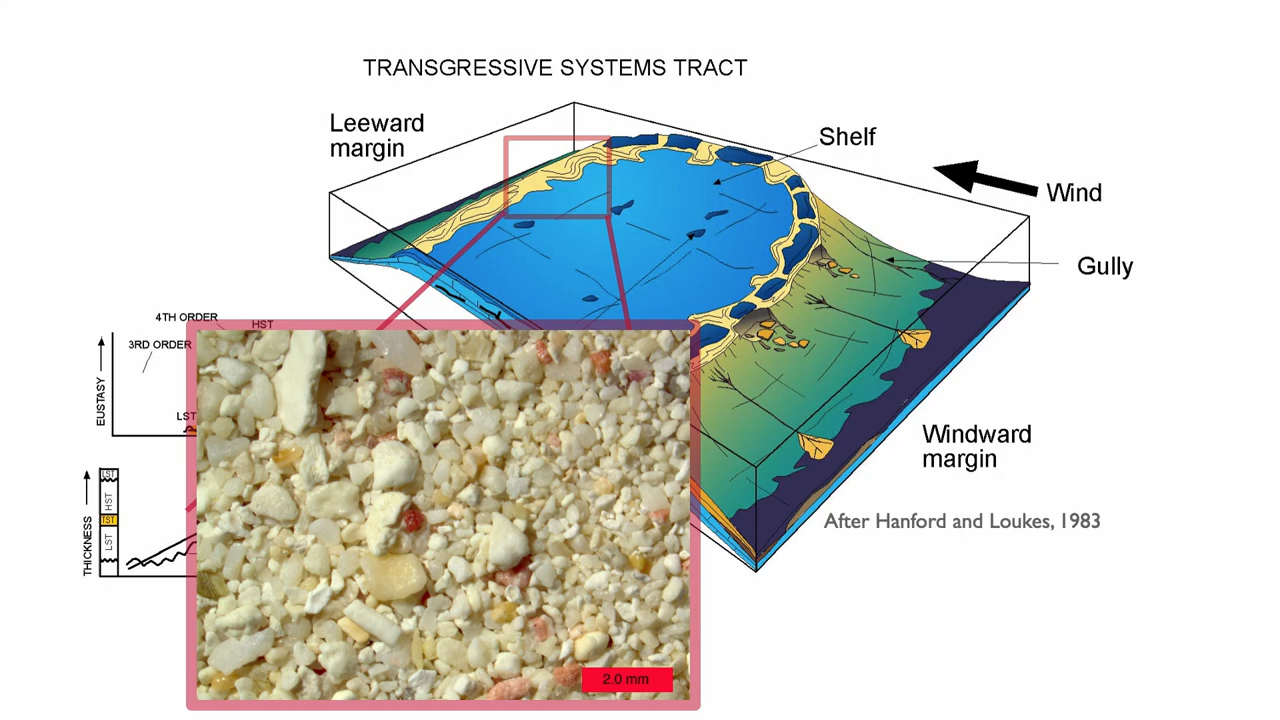 TRANSGRESSIVE SYSTEMS TRACT
Leeward
margin
Shelf
Wind
Gully
4TH ORDER
HST
3RD ORDER
EUSTASY
LST
Windward
margin
After Hanford and Loukes, 1983
THICKNESS
LST
HST
TST
LST
2.0 mm